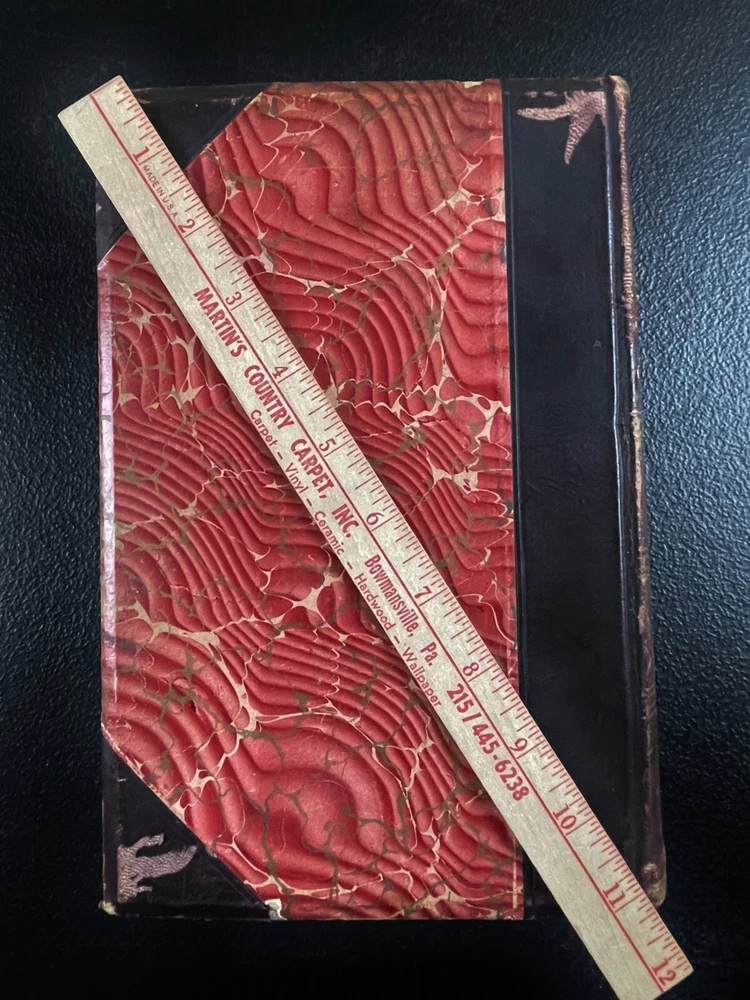 1 2 3 4 5 6 7 8 9 10 11 12
MADE IN U.S.A.
MARTIN'S COUNTRY CARPET, INC. Bowmansville, Pa. 215/445-6238
Carpet - Vinyl - Ceramic - Hardwood - Wallpaper